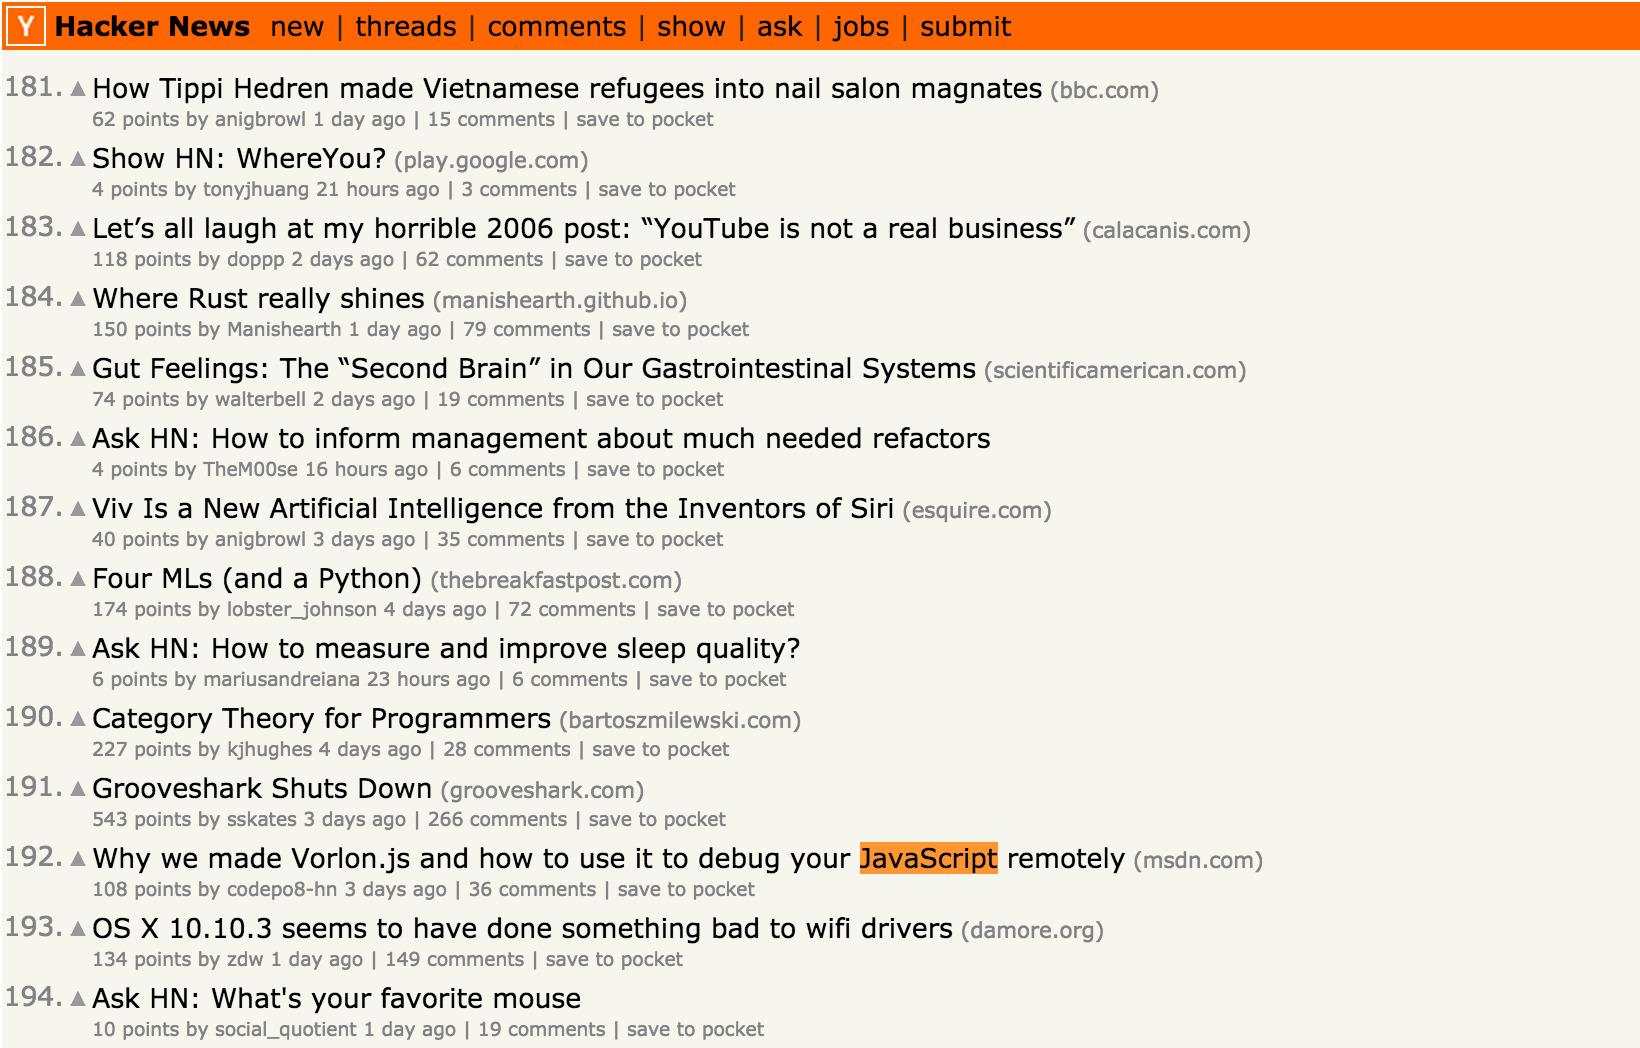 Y Hacker News new | threads | comments | show | ask | jobs | submit
181. ▲ How Tippi Hedren made Vietnamese refugees into nail salon magnates (bbc.com)
62 points by anigbrowl 1 day ago | 15 comments | save to pocket
182. ▲ Show HN: WhereYou? (play.google.com)
4 points by tonyjhuang 21 hours ago | 3 comments | save to pocket
183. ▲ Let’s all laugh at my horrible 2006 post: “YouTube is not a real business” (calacanis.com)
118 points by doppp 2 days ago | 62 comments | save to pocket
184. ▲ Where Rust really shines (manishearth.github.io)
150 points by Manishearth 1 day ago | 79 comments | save to pocket
185. ▲ Gut Feelings: The “Second Brain” in Our Gastrointestinal Systems (scientificamerican.com)
74 points by walterbell 2 days ago | 19 comments | save to pocket
186. ▲ Ask HN: How to inform management about much needed refactors
4 points by TheM00se 16 hours ago | 6 comments | save to pocket
187. ▲ Viv Is a New Artificial Intelligence from the Inventors of Siri (esquire.com)
40 points by anigbrowl 3 days ago | 35 comments | save to pocket
188. ▲ Four MLs (and a Python) (thebreakfastpost.com)
174 points by lobster_johnson 4 days ago | 72 comments | save to pocket
189. ▲ Ask HN: How to measure and improve sleep quality?
6 points by mariusandreiana 23 hours ago | 6 comments | save to pocket
190. ▲ Category Theory for Programmers (bartoszmilewski.com)
227 points by kjhughes 4 days ago | 28 comments | save to pocket
191. ▲ Grooveshark Shuts Down (grooveshark.com)
543 points by sskates 3 days ago | 266 comments | save to pocket
192. ▲ Why we made Vorlon.js and how to use it to debug your JavaScript remotely (msdn.com)
108 points by codepo8-hn 3 days ago | 36 comments | save to pocket
193. ▲ OS X 10.10.3 seems to have done something bad to wifi drivers (damore.org)
134 points by zdw 1 day ago | 149 comments | save to pocket
194. ▲ Ask HN: What's your favorite mouse
10 points by social_quotient 1 day ago | 19 comments | save to pocket